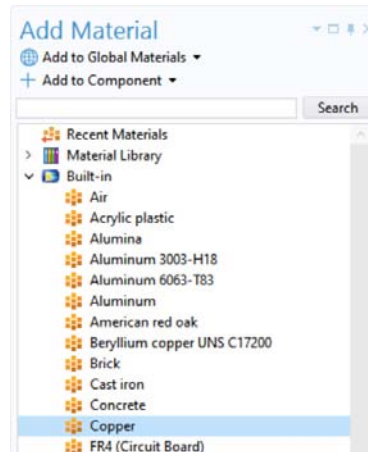 Add Material
Add to Global Materials
Add to Component
Search
Recent Materials
Material Library
Built-in
Air
Acrylic plastic
Alumina
Aluminum 3003-H18
Aluminum 6063-T83
Aluminum
American red oak
Beryllium copper UNS C17200
Brick
Cast iron
Concrete
Copper
FR4 (Circuit Board)